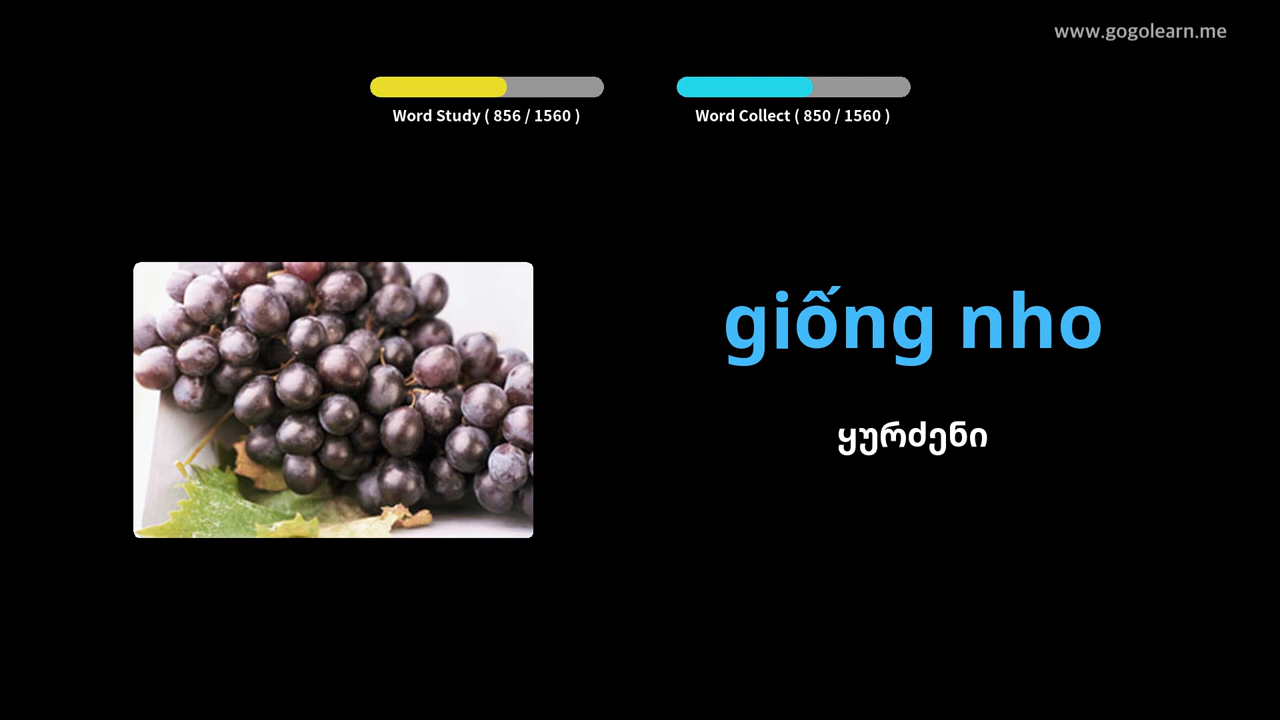 www.gogolearn.me
Word Study ( 856 / 1560 )
Word Collect ( 850 / 1560 )
giống nho
ყურძენი